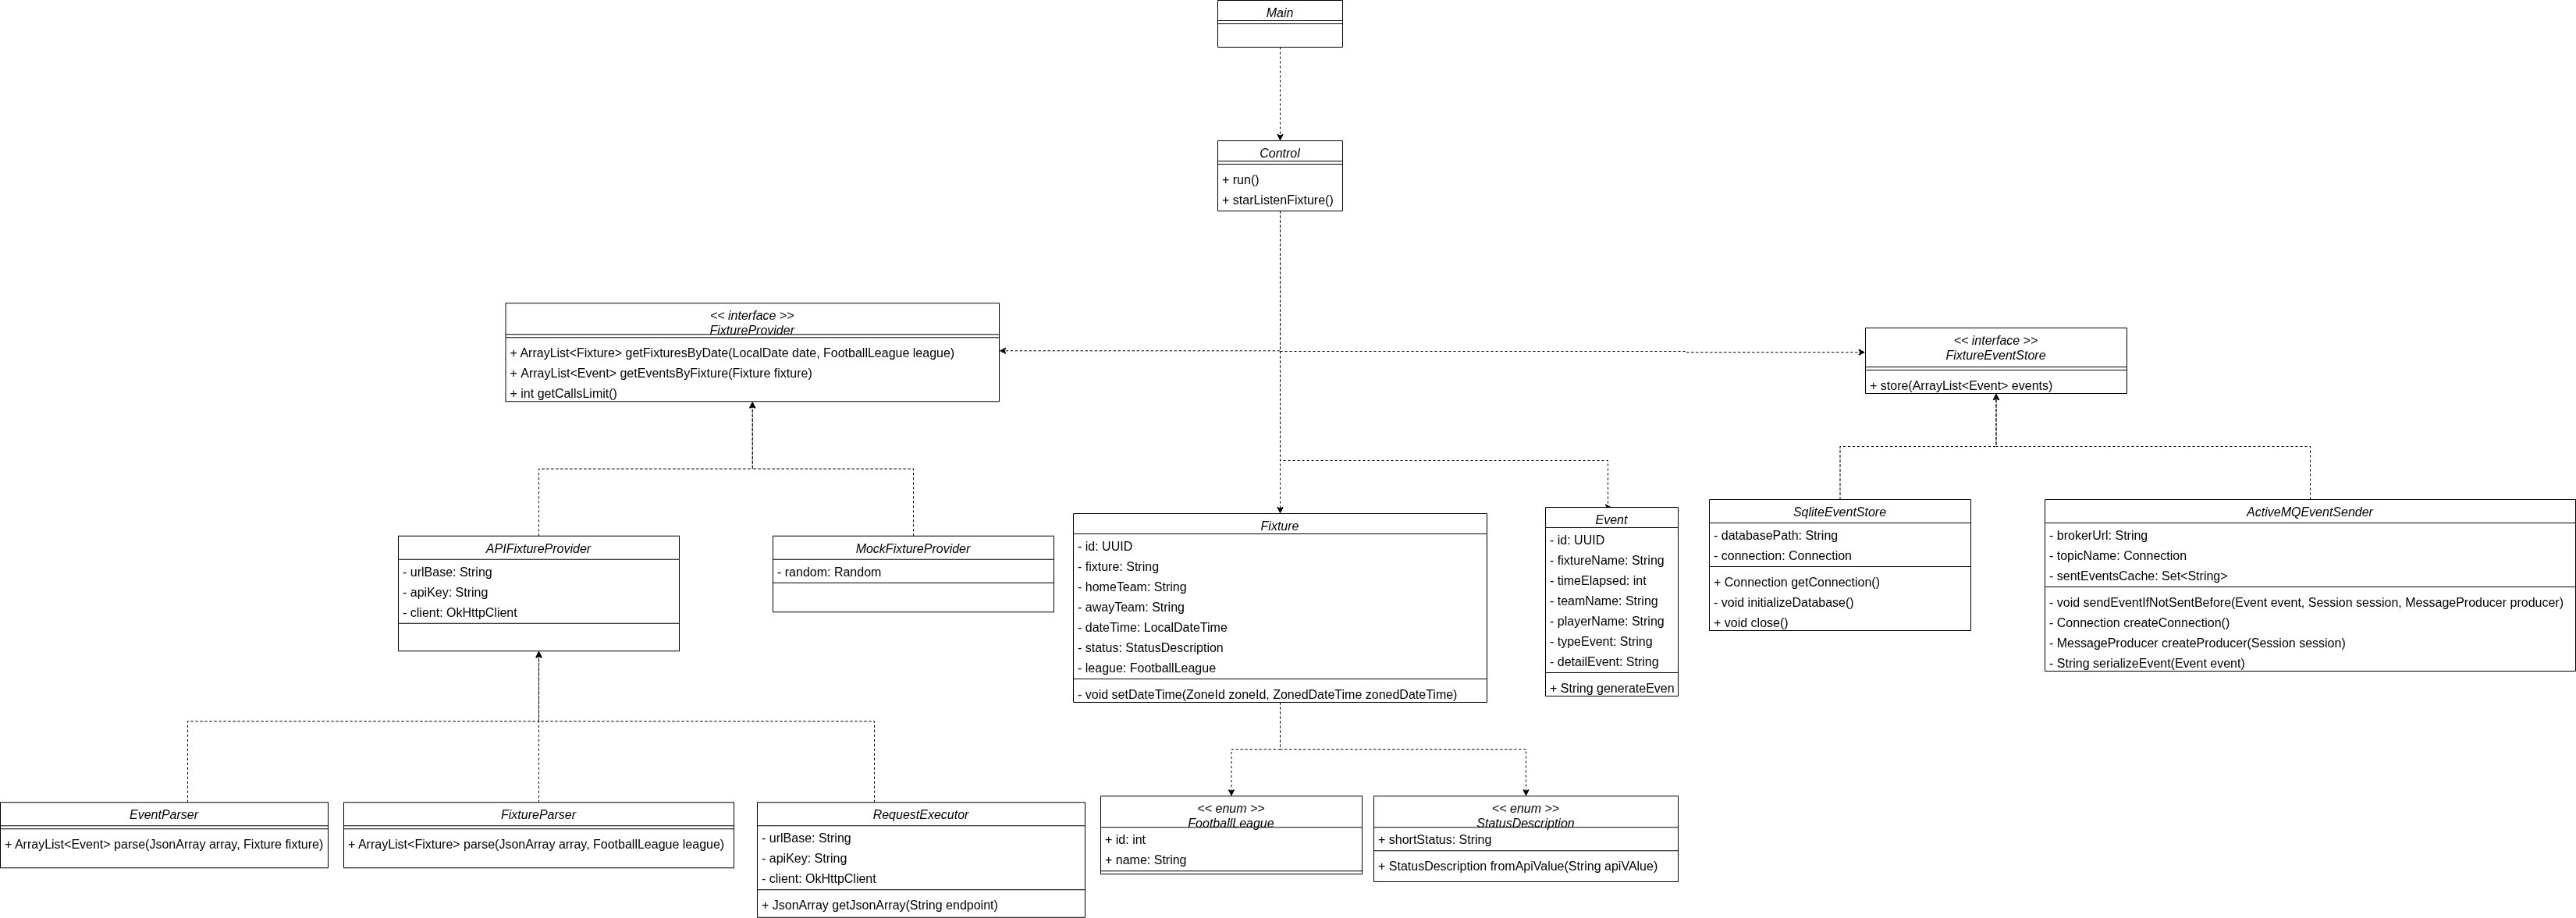 Main
Control
+ run()
+ starListenFixture()
<< interface >>
FixtureProvider
+ ArrayList<Fixture> getFixturesByDate(LocalDate date, FootballLeague league)
+ ArrayList<Event> getEventsByFixture(Fixture fixture)
+ int getCallsLimit()
<< interface >>
FixtureEventStore
+ store(ArrayList<Event> events)
APIFixtureProvider
- urlBase: String
- apiKey: String
- client: OkHttpClient
MockFixtureProvider
- random: Random
Fixture
- id: UUID
- fixture: String
- homeTeam: String
- awayTeam: String
- dateTime: LocalDateTime
- status: StatusDescription
- league: FootballLeague
- void setDateTime(ZoneId zoneId, ZonedDateTime zonedDateTime)
Event
- id: UUID
- fixtureName: String
- timeElapsed: int
- teamName: String
- playerName: String
- typeEvent: String
- detailEvent: String
+ String generateEven
SqliteEventStore
- databasePath: String
- connection: Connection
+ Connection getConnection()
- void initializeDatabase()
+ void close()
ActiveMQEventSender
- brokerUrl: String
- topicName: Connection
- sentEventsCache: Set<String>
- void sendEventIfNotSentBefore(Event event, Session session, MessageProducer producer)
- Connection createConnection()
- MessageProducer createProducer(Session session)
- String serializeEvent(Event event)
EventParser
+ ArrayList<Event> parse(JsonArray array, Fixture fixture)
FixtureParser
+ ArrayList<Fixture> parse(JsonArray array, FootballLeague league)
RequestExecutor
- urlBase: String
- apiKey: String
- client: OkHttpClient
+ JsonArray getJsonArray(String endpoint)
<< enum >>
FootballLeague
+ id: int
+ name: String
<< enum >>
StatusDescription
+ shortStatus: String
+ StatusDescription fromApiValue(String apiVAlue)